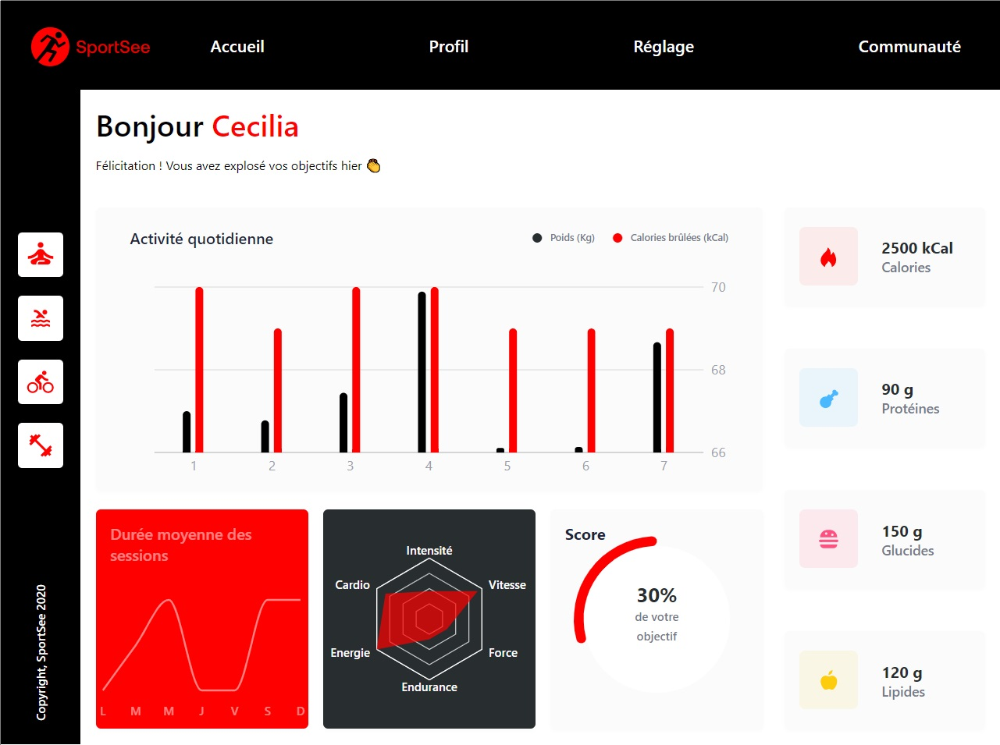 SportSee
Accueil
Profil
Réglage
Communauté
Bonjour Cecilia
Félicitation ! Vous avez explosé vos objectifs hier 👏
Activité quotidienne
Poids (Kg)
Calories brûlées (kCal)
70
68
66
1 2 3 4 5 6 7
2500 kCal
Calories
90 g
Protéines
150 g
Glucides
120 g
Lipides
Durée moyenne des
sessions
L M M J V S D
Intensité
Vitesse
Force
Endurance
Energie
Cardio
Score
30%
de votre
objectif
Copyright, SportSee 2020